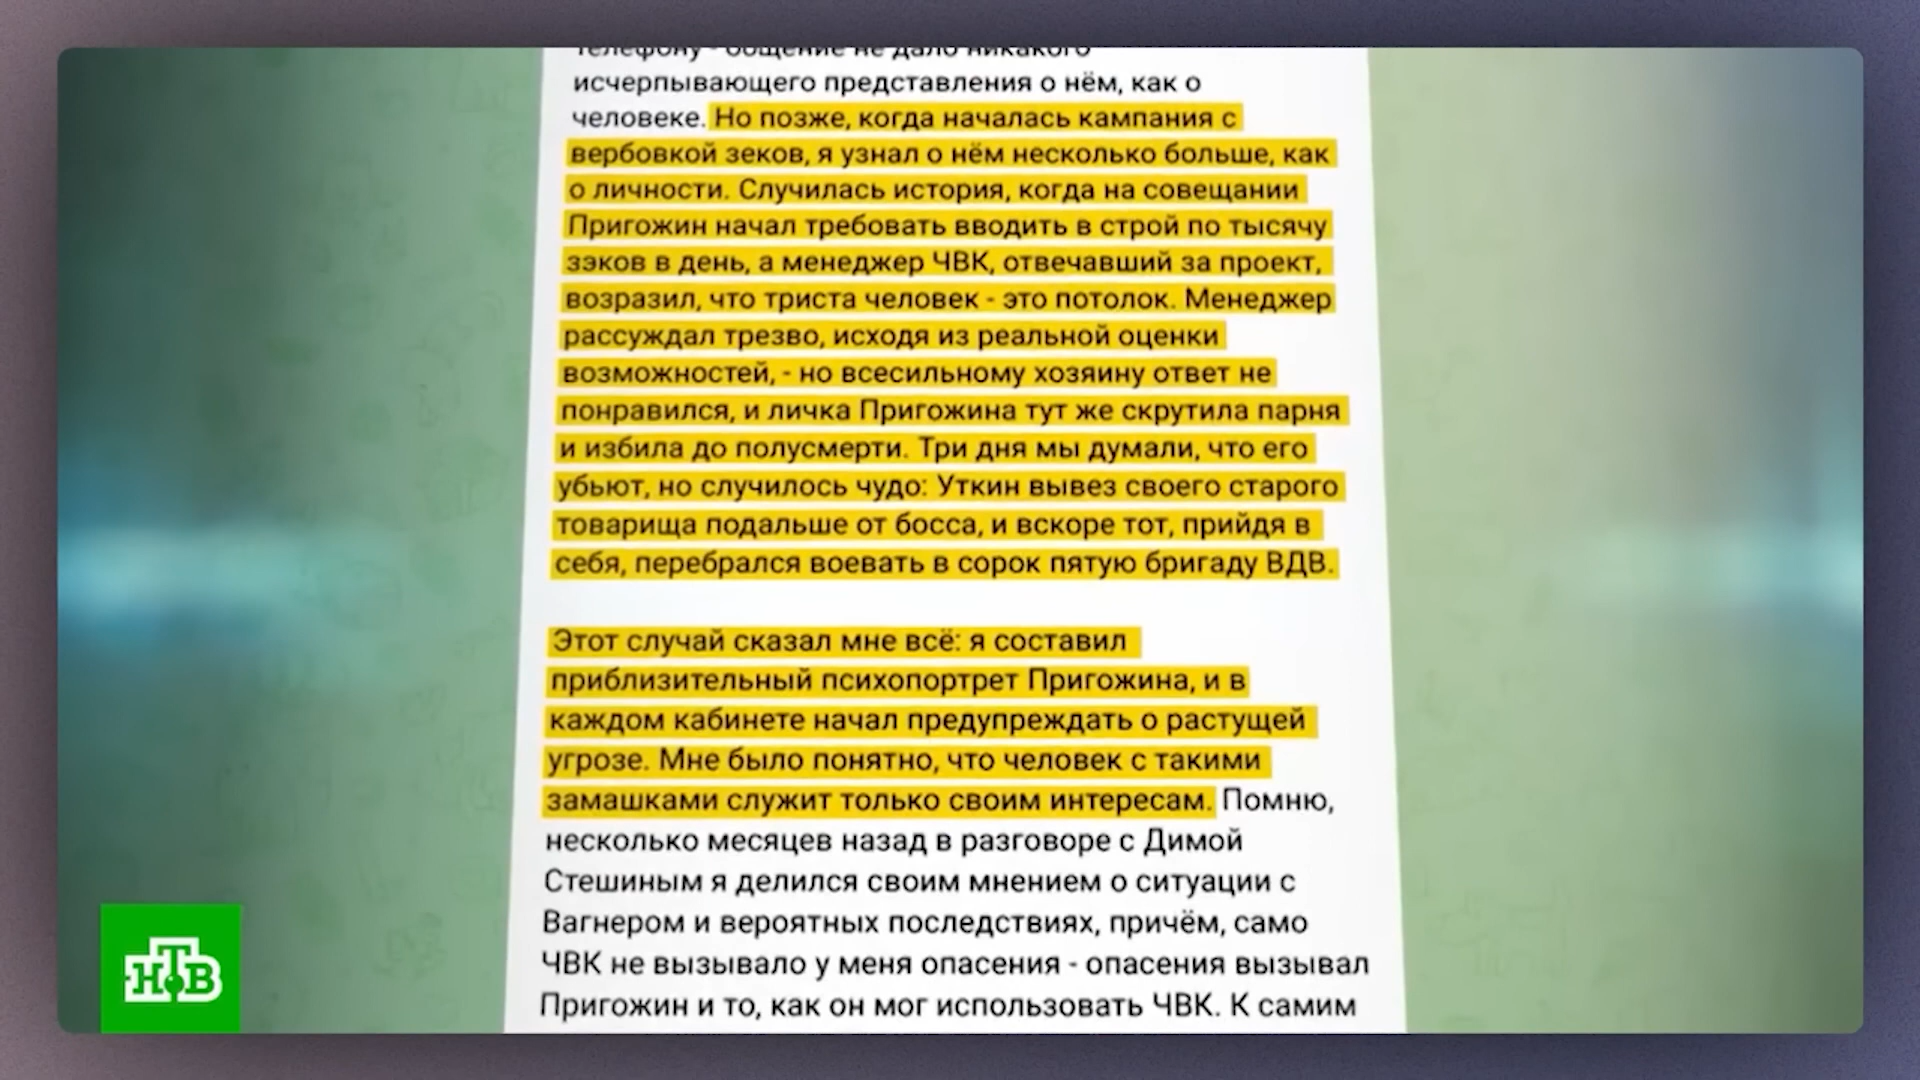 телефону - общение не дало никакого
исчерпывающего представления о нём, как о
человеке. Но позже, когда началась кампания с
вербовкой зеков, я узнал о нём несколько больше, как
о личности. Случилась история, когда на совещании
Пригожин начал требовать вводить в строй по тысячу
зэков в день, а менеджер ЧВК, отвечавший за проект,
возразил, что триста человек - это потолок. Менеджер
рассуждал трезво, исходя из реальной оценки
возможностей, - но всесильному хозяину ответ не
понравился, и личка Пригожина тут же скрутила парня
и избила до полусмерти. Три дня мы думали, что его
убьют, но случилось чудо: Уткин вывез своего старого
товарища подальше от босса, и вскоре тот, прийдя в
себя, перебрался воевать в сорок пятую бригаду ВДВ.
Этот случай сказал мне всё: я составил
приблизительный психопортрет Пригожина, и в
каждом кабинете начал предупреждать о растущей
угрозе. Мне было понятно, что человек с такими
замашками служит только своим интересам. Помню,
несколько месяцев назад в разговоре с Димой
Стешиным я делился своим мнением о ситуации с
Вагнером и вероятных последствиях, причём, само
ЧВК не вызывало у меня опасения - опасения вызывал
Пригожин и то, как он мог использовать ЧВК. К самим
НТВ